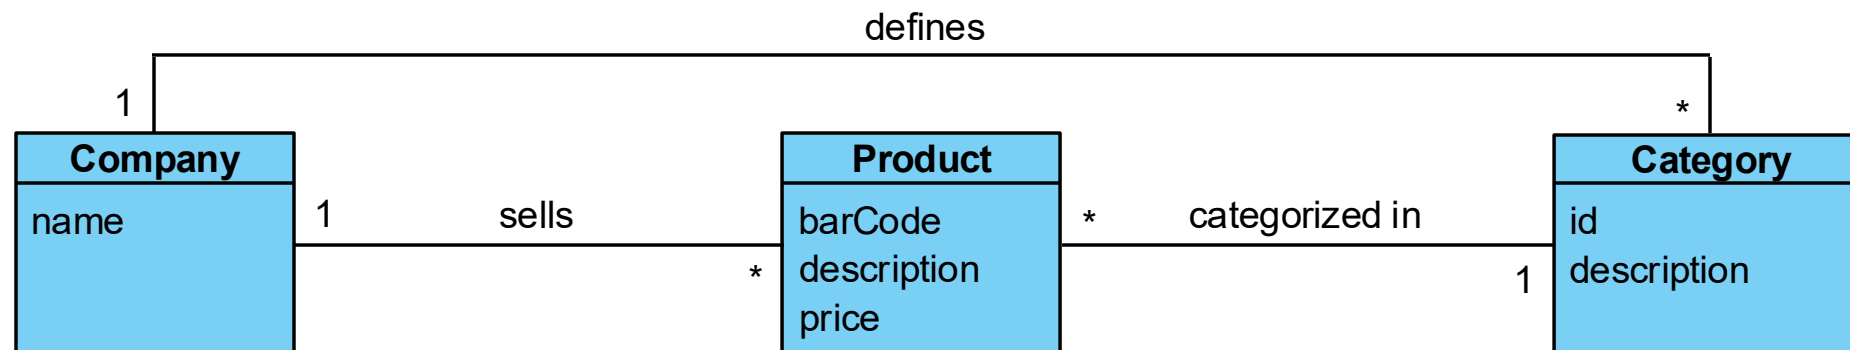 defines
1
*
Company
Product
Category
name
1
sells
*
barCode
description
price
*
categorized in
1
id
description